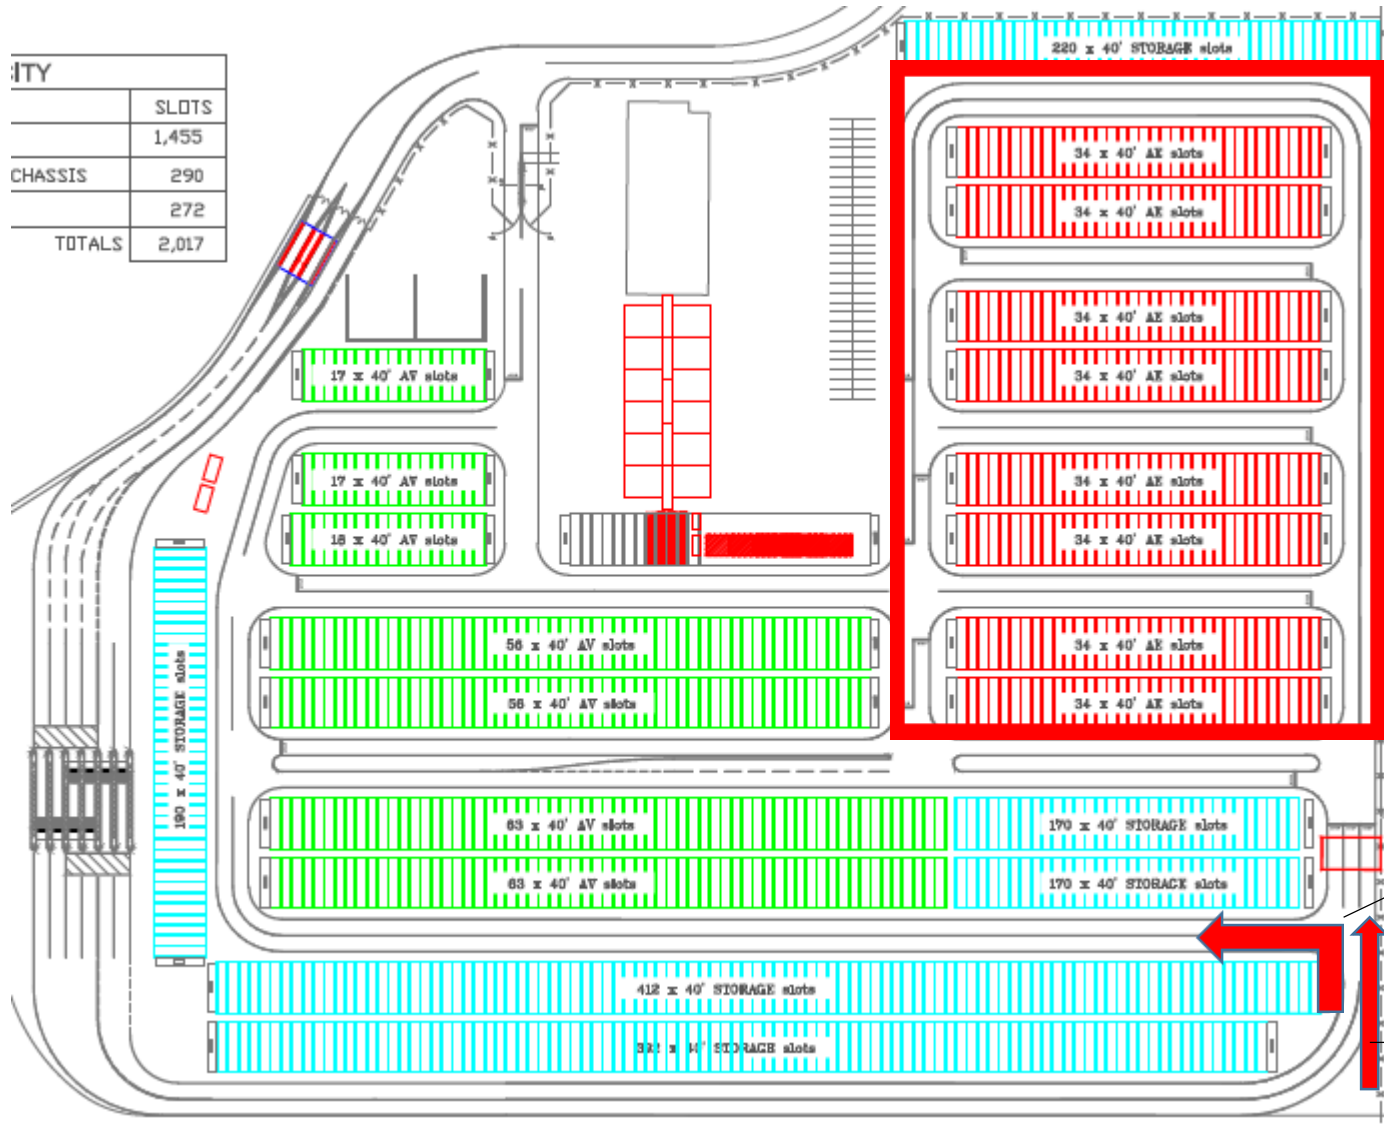 220 x 40' STORAGE slots
ITY
SLOTS
1,455
CHASSIS 290
272
TOTALS 2,017
34 x 40' AE slots
34 x 40' AE slots
34 x 40' AE slots
34 x 40' AE slots
34 x 40' AE slots
34 x 40' AE slots
34 x 40' AE slots
34 x 40' AE slots
17 x 40' AV slots
17 x 40' AV slots
18 x 40' AV slots
56 x 40' AV slots
56 x 40' AV slots
190 x 40' STORAGE slots
63 x 40' AV slots
63 x 40' AV slots
170 x 40' STORAGE slots
170 x 40' STORAGE slots
412 x 40' STORAGE slots
392 x 40' STORAGE slots